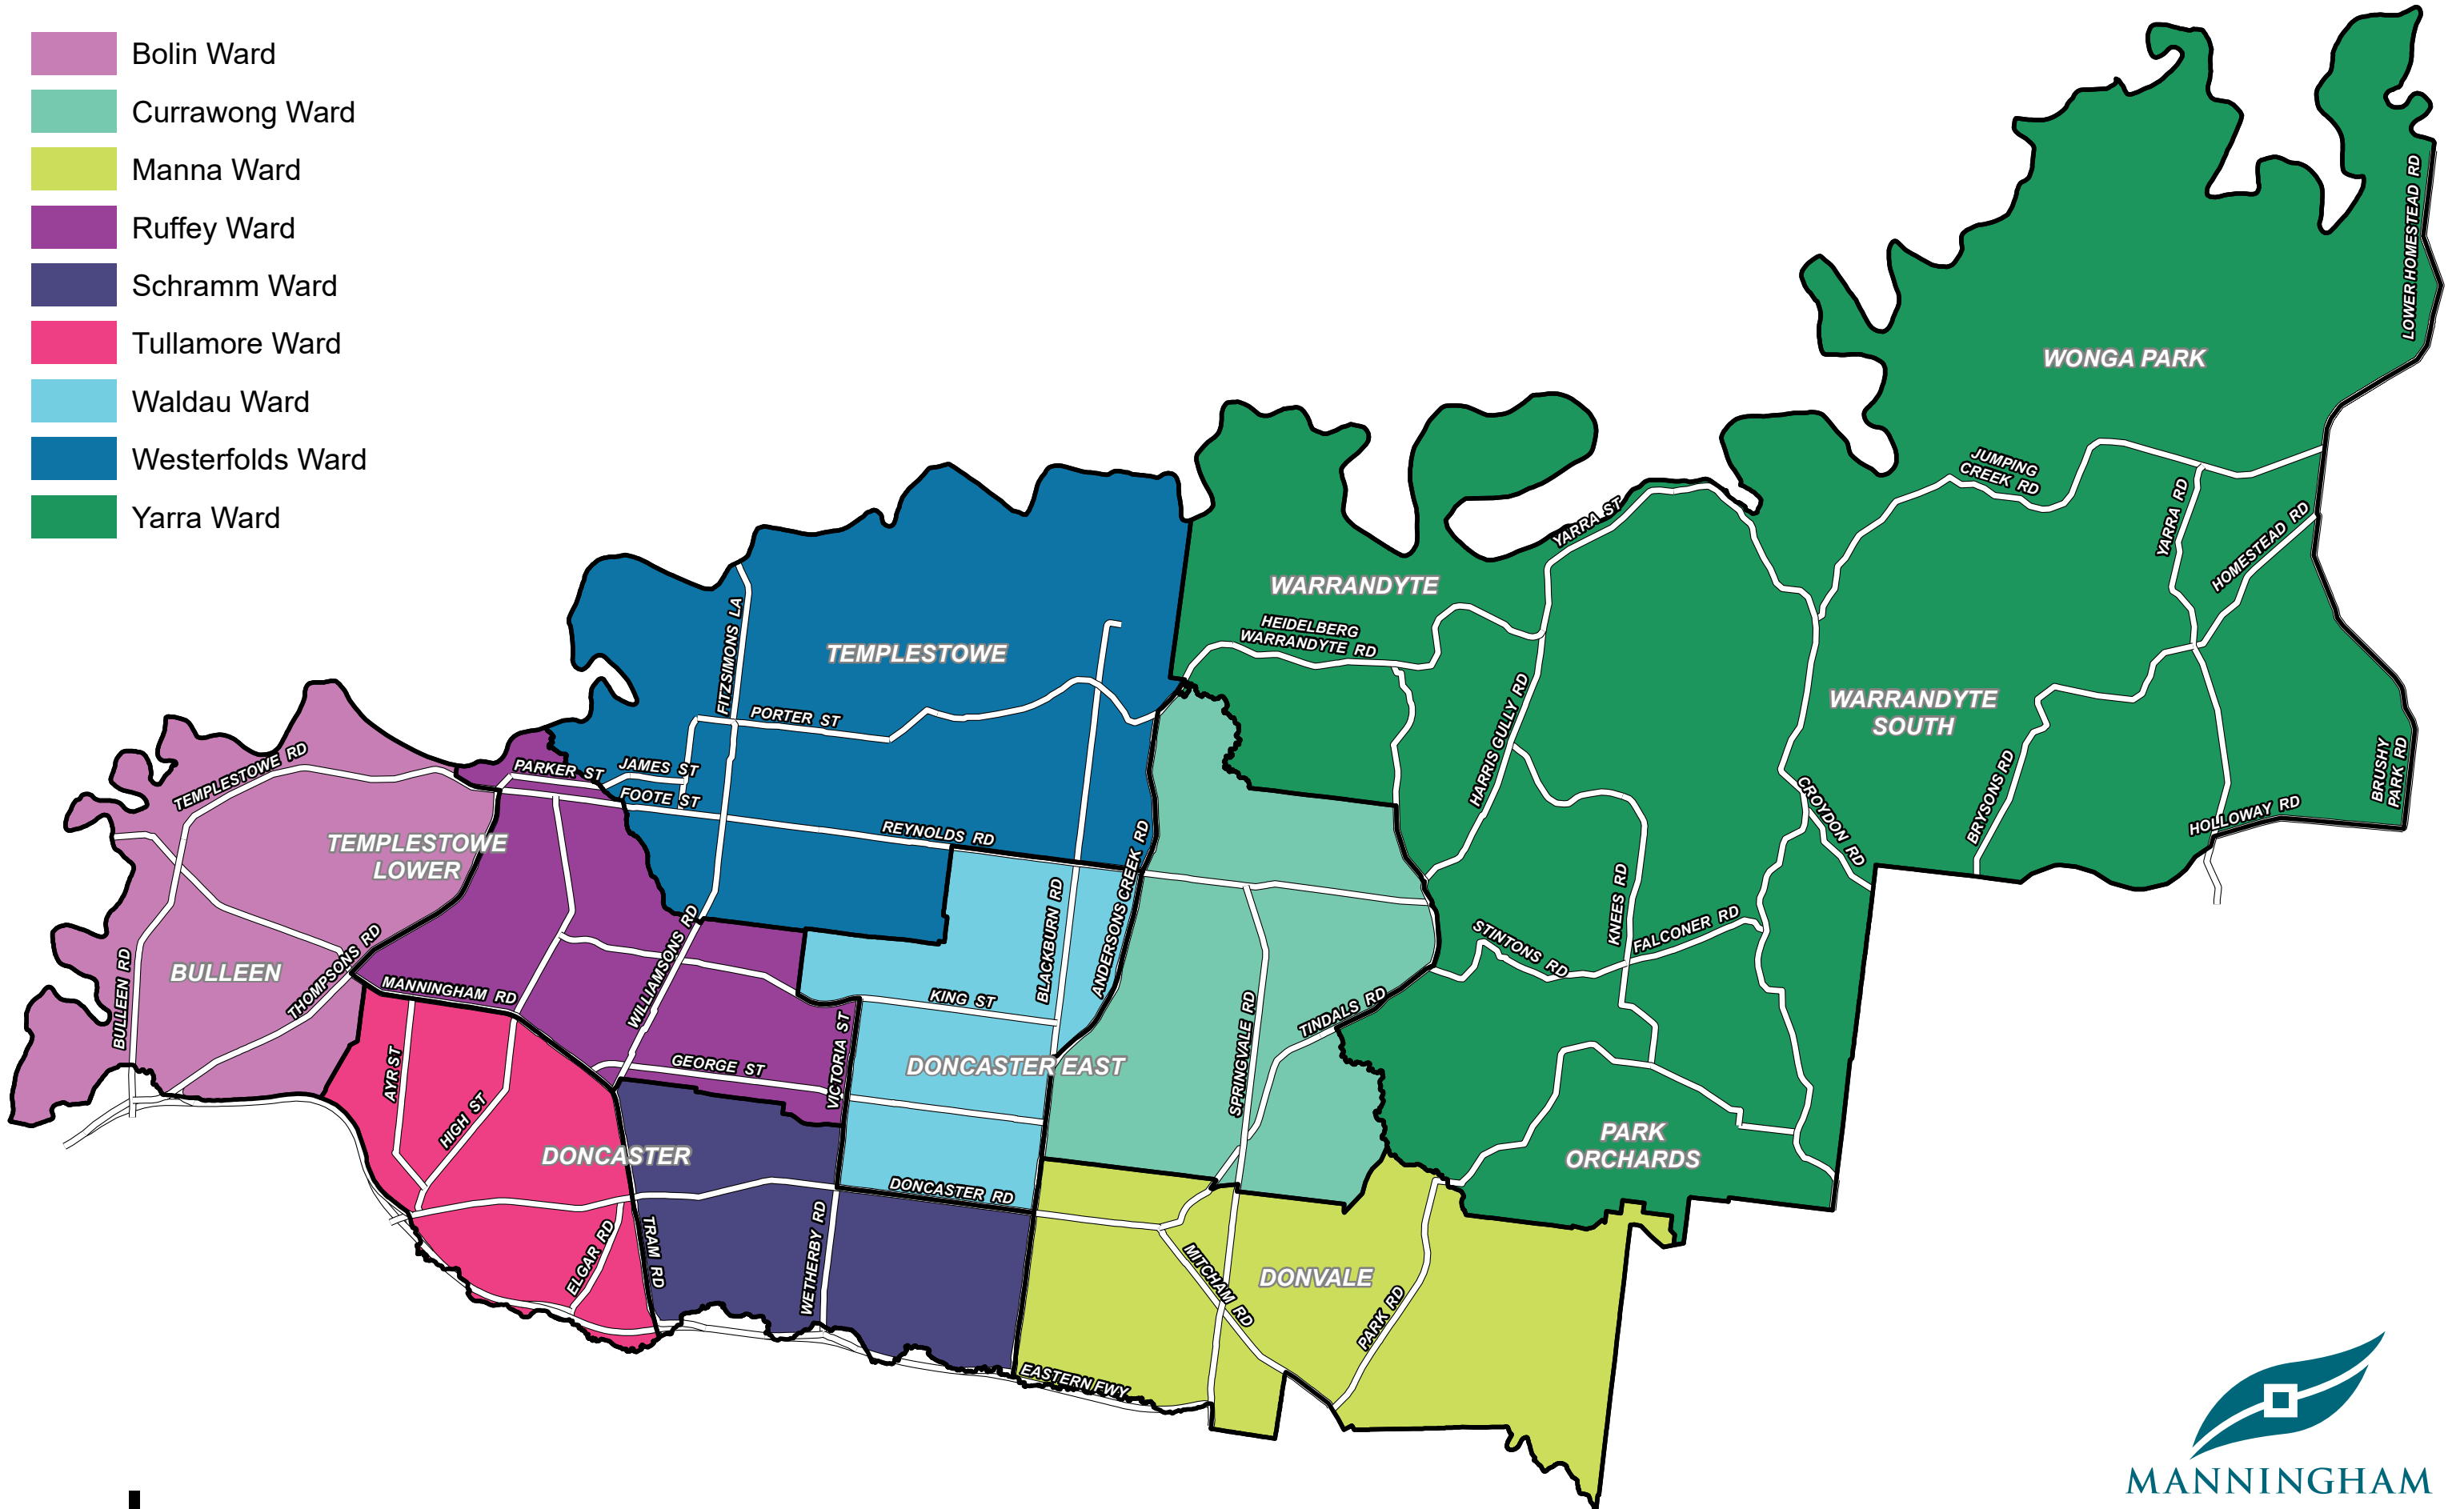 Bolin Ward
Currawong Ward
Manna Ward
Ruffey Ward
Schramm Ward
Tullamore Ward
Waldau Ward
Westerfolds Ward
Yarra Ward
LOWER HOMESTEAD RD
WONGA PARK
JUMPING
CREEK RD
YARRA RD
HOMESTEAD RD
YARRA ST
WARRANDYTE
HEIDELBERG
WARRANDYTE RD
FITZSIMONS LA
TEMPLESTOWE
HARRIS GULLY RD
WARRANDYTE
SOUTH
PORTER ST
TEMPLESTOWE RD
PARKER ST
JAMES ST
FOOTE ST
REYNOLDS RD
CROYDON RD
BRYSONS RD
BRUSHY
PARK RD
HOLLOWAY RD
TEMPLESTOWE
LOWER
ANDERSONS CREEK RD
BLACKBURN RD
KNEES RD
FALCONER RD
STINTONS RD
BULLEEN
BULLEEN RD
THOMPSONS RD
MANNINGHAM RD
WILLIAMSONS RD
KING ST
TINDALS RD
SPRINGVALE RD
AYR ST
HIGH ST
GEORGE ST
VICTORIA ST
DONCASTER EAST
DONCASTER
PARK
ORCHARDS
DONCASTER RD
ELGAR RD
TRAM RD
WETHERBY RD
MITCHAM RD
DONVALE
PARK RD
EASTERN FWY
MANNINGHAM